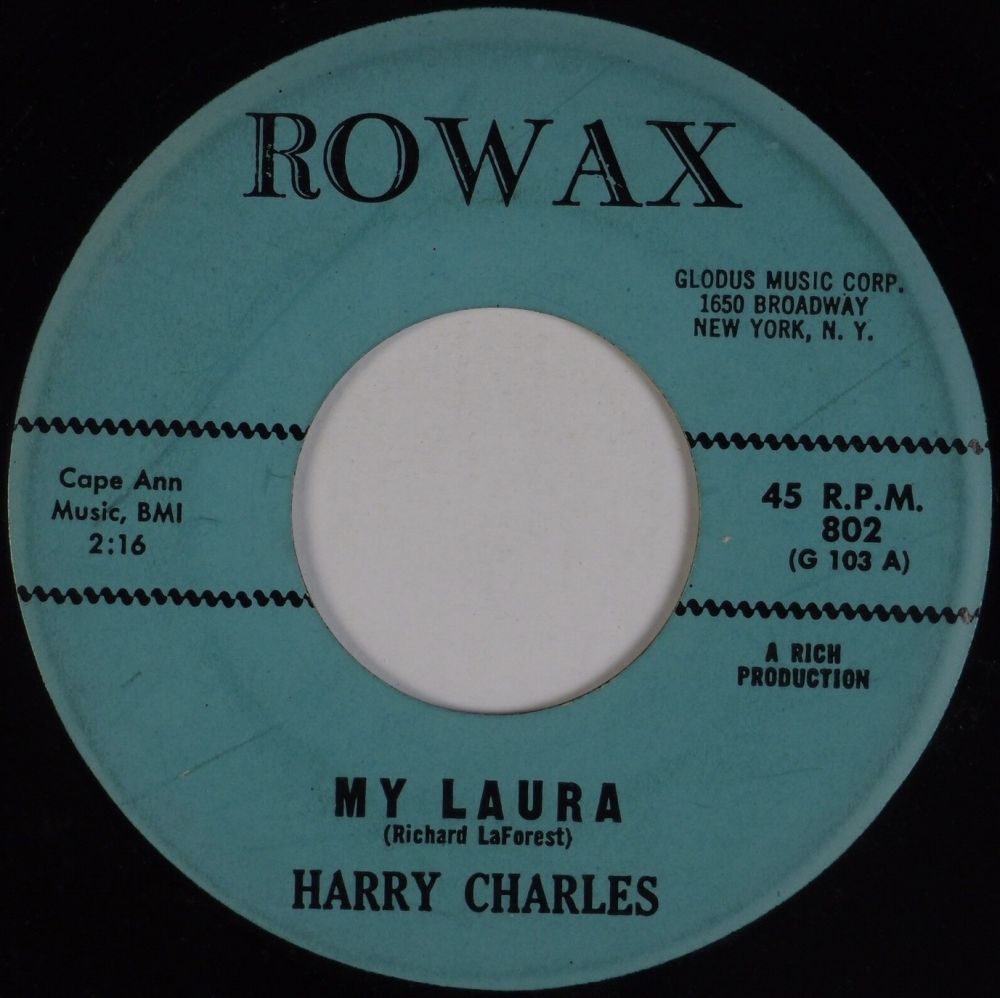 ROWAX
GLODUS MUSIC CORP.
1650 BROADWAY
NEW YORK, N. Y.
Cape Ann
Music, BMI
2:16
45 R.P.M.
802
(G 103 A)
A RICH
PRODUCTION
MY LAURA
(Richard LaForest)
HARRY CHARLES